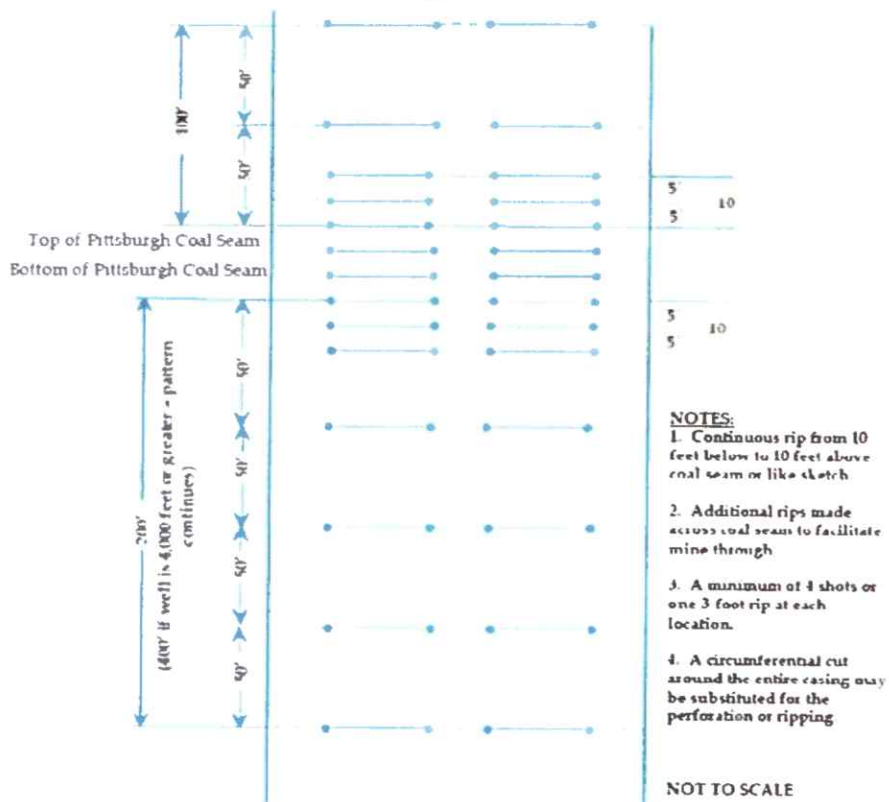 50'
100'
50'
5'
10
5'
Top of Pittsburgh Coal Seam
Bottom of Pittsburgh Coal Seam
5
10
5
50'
200'
(400' if well is 4,000 feet or greater - pattern
continues)
50'
50'
50'
NOTES:
1. Continuous rip from 10
feet below to 10 feet above
coal seam or like sketch
2. Additional rips made
across coal seam to facilitate
mine through
3. A minimum of 4 shots or
one 3 foot rip at each
location.
4. A circumferential cut
around the entire casing may
be substituted for the
perforation or ripping
NOT TO SCALE